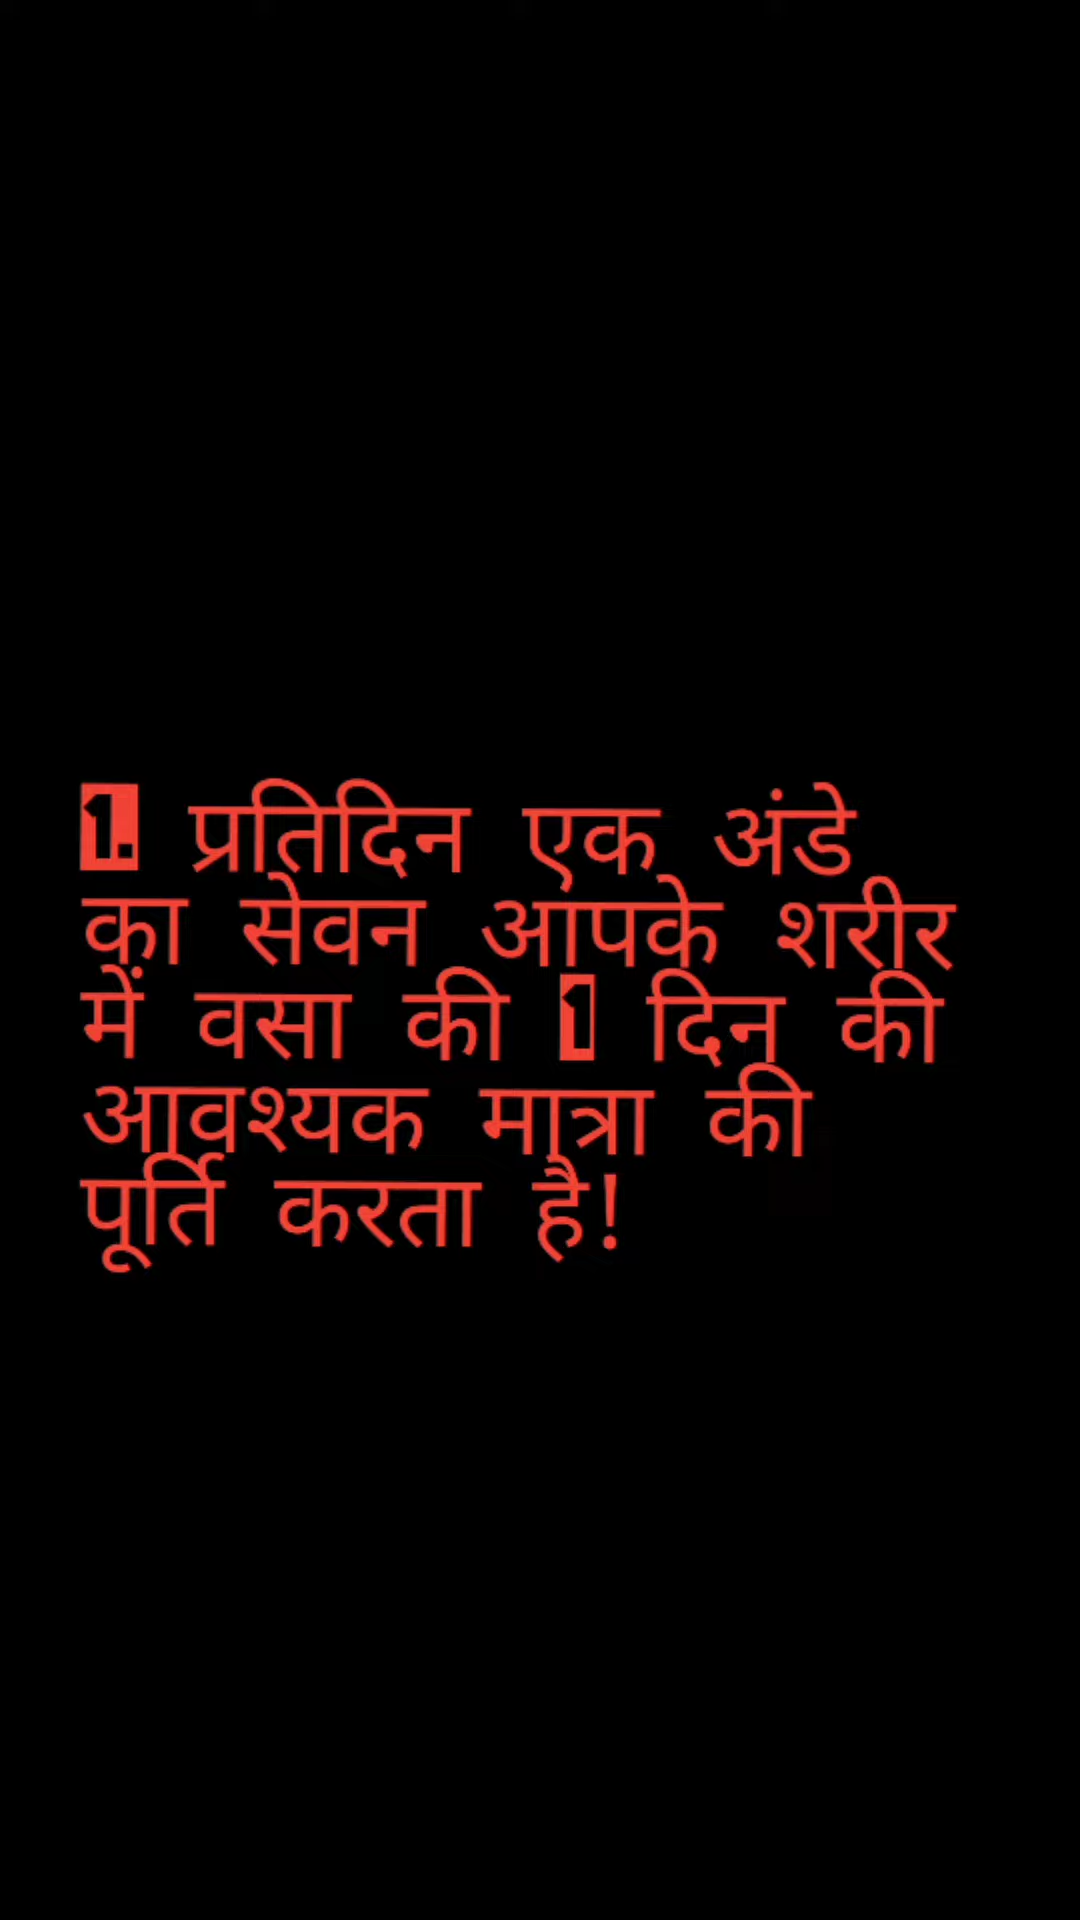 1. प्रतिदिन एक अंडे
का सेवन आपके शरीर
में वसा की 1 दिन की
आवश्यक मात्रा की
पूर्ति करता है!